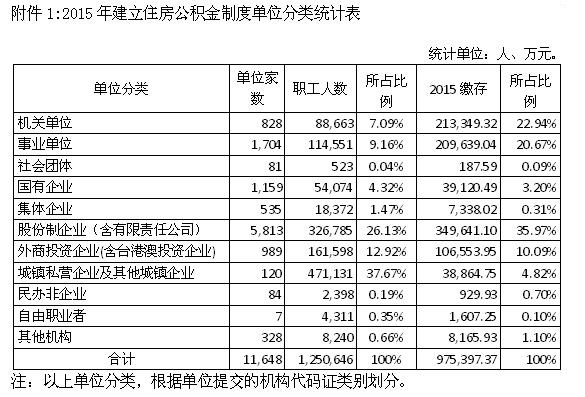 附件 1:2015 年建立住房公积金制度单位分类统计表
统计单位：人、万元。
单位分类 单位家数 职工人数 所占比例 2015 缴存 所占比例
机关单位 828 88,663 7.09% 213,349.32 22.94%
事业单位 1,704 114,551 9.16% 209,639.04 20.67%
社会团体 81 523 0.04% 187.59 0.09%
国有企业 1,159 54,074 4.32% 39,120.49 3.20%
集体企业 535 18,372 1.47% 7,338.02 0.31%
股份制企业（含有限责任公司） 5,813 326,785 26.13% 349,641.10 35.97%
外商投资企业(含台港澳投资企业) 989 161,598 12.92% 106,553.95 10.09%
城镇私营企业及其他城镇企业 120 471,131 37.67% 38,864.75 4.82%
民办非企业 84 2,398 0.19% 929.93 0.70%
自由职业者 7 4,311 0.35% 1,607.25 0.10%
其他机构 328 8,240 0.66% 8,165.93 1.10%
合计 11,648 1,250,646 100% 975,397.37 100%
注：以上单位分类，根据单位提交的机构代码证类别划分。